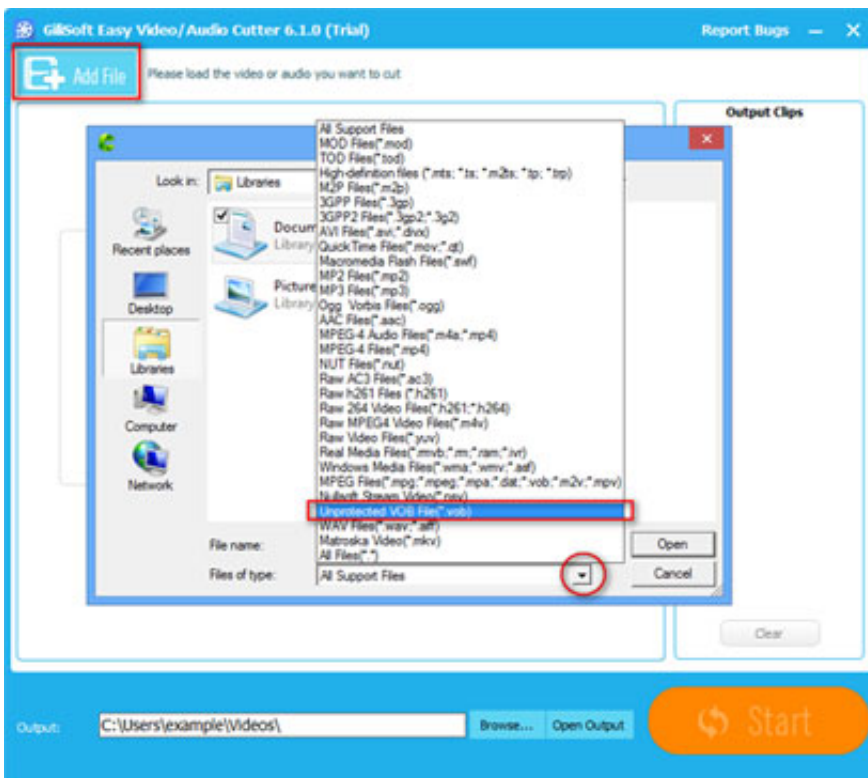 GiliSoft Easy Video/Audio Cutter 6.1.0 (Trial)
Report Bugs
Add File
Please load the video or audio you want to cut
Output Clips
Look in:
Libraries
Recent places
Desktop
Libraries
Computer
Network
Docum
Library
Picture
Library
All Support Files
MOD Files(*.mod)
TOD Files(*.tod)
High-definition files (*.mts; *.ts; *.m2ts; *.tp; *.trp)
M2P Files(*.m2p)
3GPP Files(*.3gp)
3GPP2 Files(*.3gp2;*.3g2)
AVI Files(*.avi;*.divx)
QuickTime Files(*.mov;*.qt)
Macromedia Flash Files(*.swf)
MP2 Files(*.mp2)
MP3 Files(*.mp3)
Ogg Vorbis Files(*.ogg)
AAC Files(*.aac)
MPEG-4 Audio Files(*.m4a;*.mp4)
MPEG-4 Files(*.mp4)
NUT Files(*.nut)
Raw AC3 Files(*.ac3)
Raw h261 Files (*.h261)
Raw 264 Video Files(*.h261;*.h264)
Raw MPEG4 Video Files(*.m4v)
Raw Video Files(*.yuv)
Real Media Files(*.rmvb;*.rm;*.ram;*.ivr)
Windows Media Files(*.wma;*.wmv;*.asf)
MPEG Files(*.mpg;*.mpeg;*.mpa;*.dat;*.vob;*.m2v;*.mpv)
Nullsoft Stream Video(*.nsv)
Unprotected VOB File(*.vob)
WAV Files(*.wav;*.aiff)
Matroska Video(*.mkv)
All Files(*.*)
File name:
Open
Files of type:
All Support Files
Cancel
Clear
Output:
C:\Users\example\Videos\
Browse...
Open Output
Start